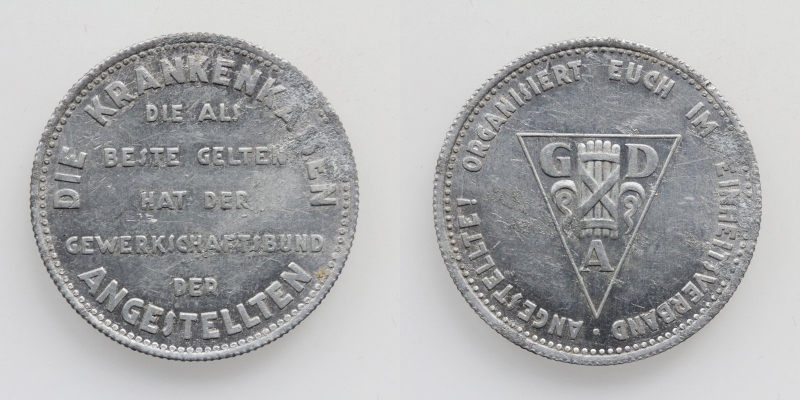 DIE KRANKENKASSEN
DIE ALS
BESTE GELTEN
HAT DER
GEWERKSCHAFTSBUND
DER
ANGESTELLTEN
ANGESTELLTE! ORGANISIERT EUCH IM EINHEITSVERBAND ·
G D
A